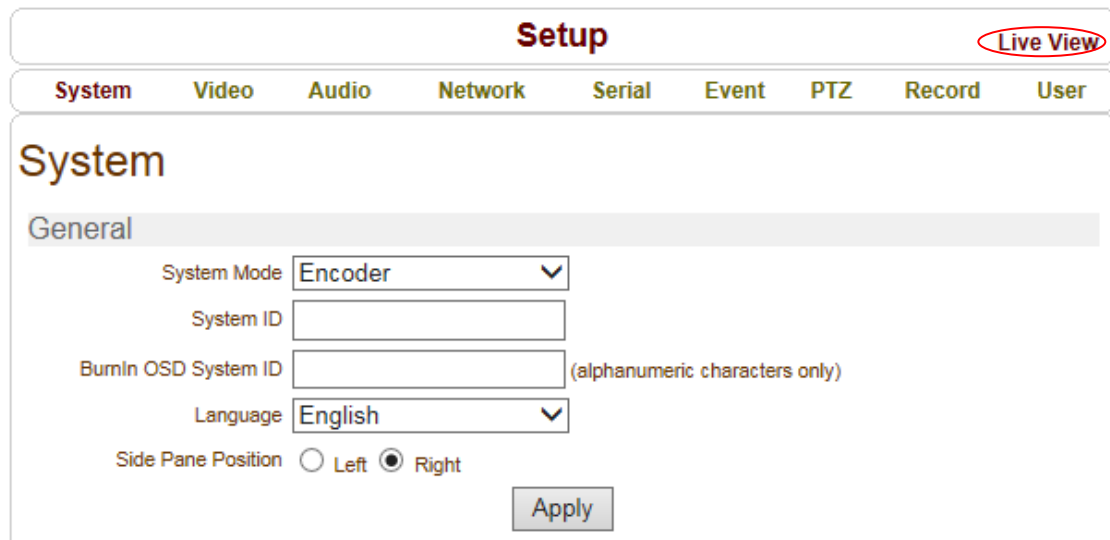 Setup Live View
System Video Audio Network Serial Event PTZ Record User
System
General
System Mode Encoder
System ID
BurnIn OSD System ID (alphanumeric characters only)
Language English
Side Pane Position Left Right
Apply